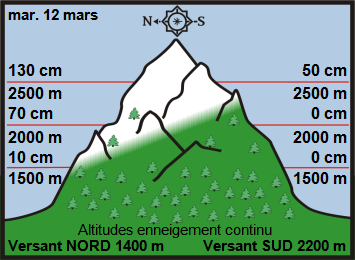 mar. 12 mars
N S
130 cm 50 cm
2500 m 2500 m
70 cm 0 cm
2000 m 2000 m
10 cm 0 cm
1500 m 1500 m
Altitudes enneigement continu
Versant NORD 1400 m Versant SUD 2200 m